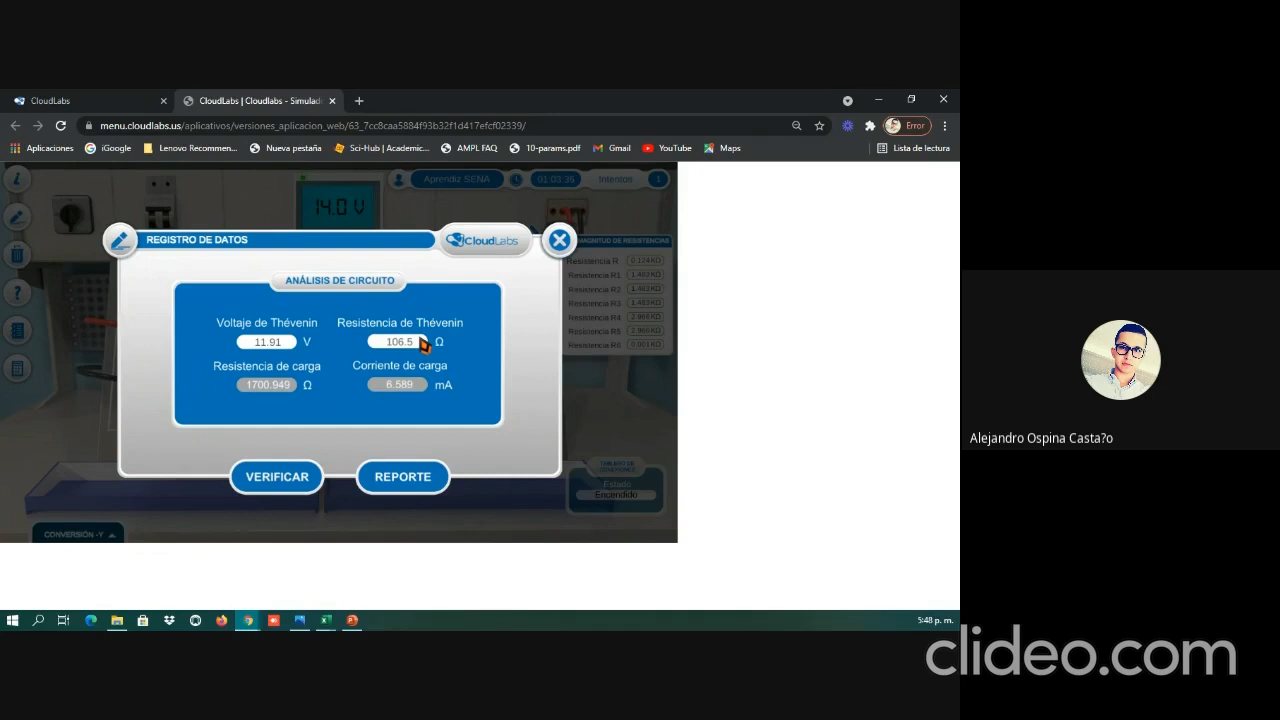 CloudLabs
CloudLabs | Cloudlabs - Simulad
menu.cloudlabs.us/aplicativos/versiones_aplicacion_web/63_7cc8caa5884f93b32f1d417efcf02339/
Error
Aplicaciones
iGoogle
Lenovo Recommen...
Nueva pestaña
Sci-Hub | Academic...
AMPL FAQ
10-params.pdf
Gmail
YouTube
Maps
Lista de lectura
Aprendiz SENA
01:03:35
Intentos
1
14.0 V
REGISTRO DE DATOS
CloudLabs
MAGNITUD DE RESISTENCIAS
Resistencia R
Resistencia R1
Resistencia R2
Resistencia R3
Resistencia R4
Resistencia R5
Resistencia R6
ANÁLISIS DE CIRCUITO
Voltaje de Thévenin
Resistencia de Thévenin
11.91 V
106.5 Ω
Resistencia de carga
Corriente de carga
1700.949 Ω
6.589 mA
VERIFICAR
REPORTE
TABLERO DE
Estado
Encendido
CONVERSIÓN -Y
5:48 p. m.
Alejandro Ospina Casta?o
clideo.com